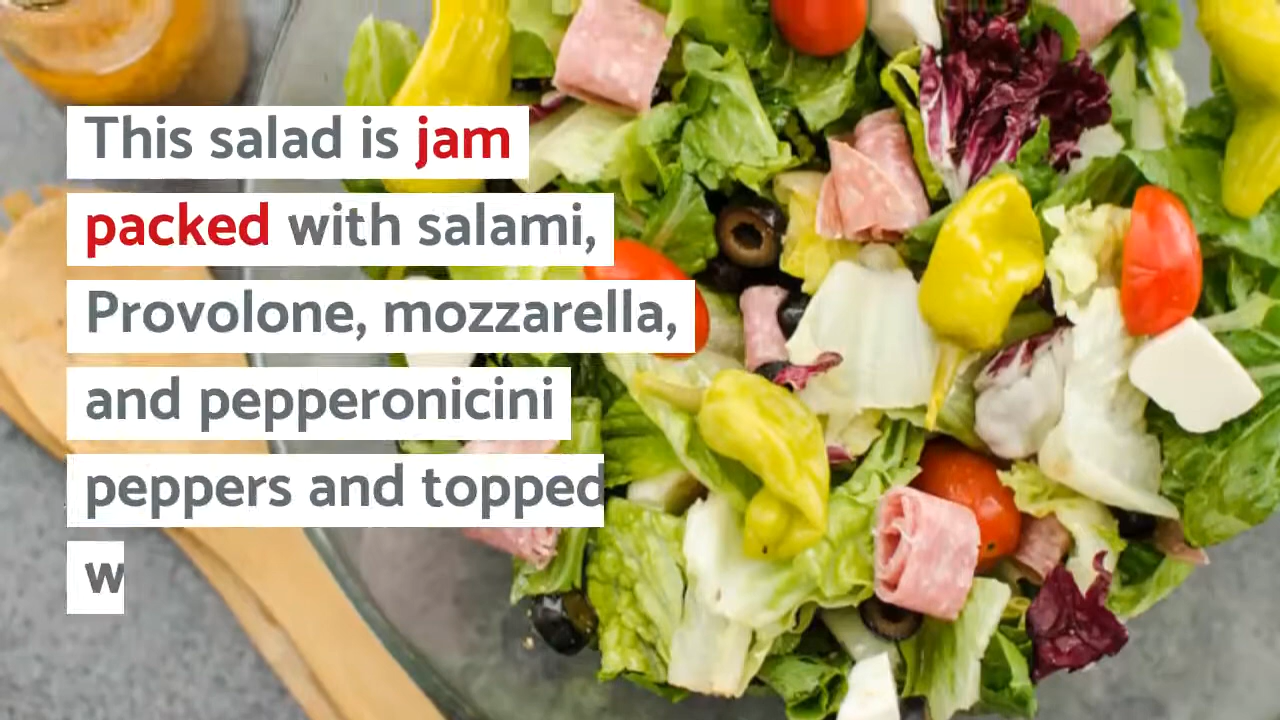 This salad is jam
packed with salami,
Provolone, mozzarella,
and pepperonicini
peppers and topped
w